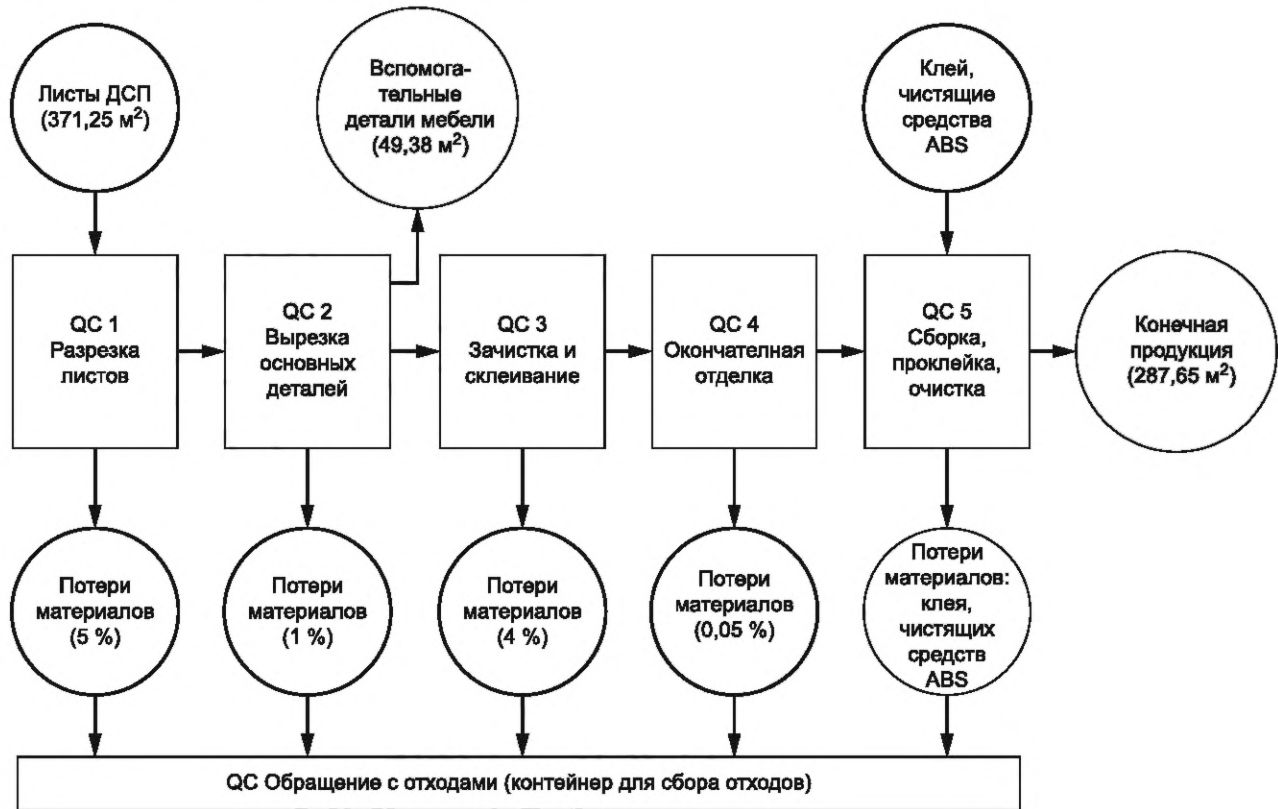 Листы ДСП
(371,25 м²)
Вспомога-
тельные
детали мебели
(49,38 м²)
Клей,
чистящие
средства
ABS
QC 1
Разрезка
листов
QC 2
Вырезка
основных
деталей
QC 3
Зачистка и
склеивание
QC 4
Окончателная
отделка
QC 5
Сборка,
проклейка,
очистка
Конечная
продукция
(287,65 м²)
Потери
материалов
(5 %)
Потери
материалов
(1 %)
Потери
материалов
(4 %)
Потери
материалов
(0,05 %)
Потери
материалов:
клея,
чистящих
средств
ABS
QC Обращение с отходами (контейнер для сбора отходов)